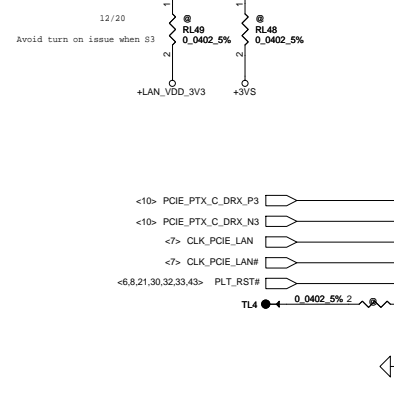 12/20
Avoid turn on issue when S3
1
@
RL49
0_0402_5%
2
+LAN_VDD_3V3
1
@
RL48
0_0402_5%
2
+3VS
<10> PCIE_PTX_C_DRX_P3
<10> PCIE_PTX_C_DRX_N3
<7> CLK_PCIE_LAN
<7> CLK_PCIE_LAN#
<6,8,21,30,32,33,43> PLT_RST#
TL4 0_0402_5% 2 @